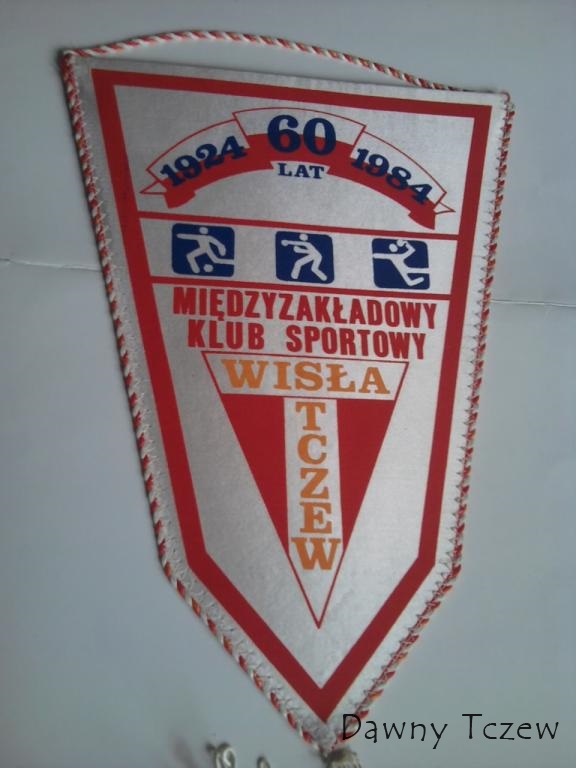 1924 60 1984
LAT
MIĘDZYZAKŁADOWY
KLUB SPORTOWY
WISŁA
TCZEW
Dawny Tczew